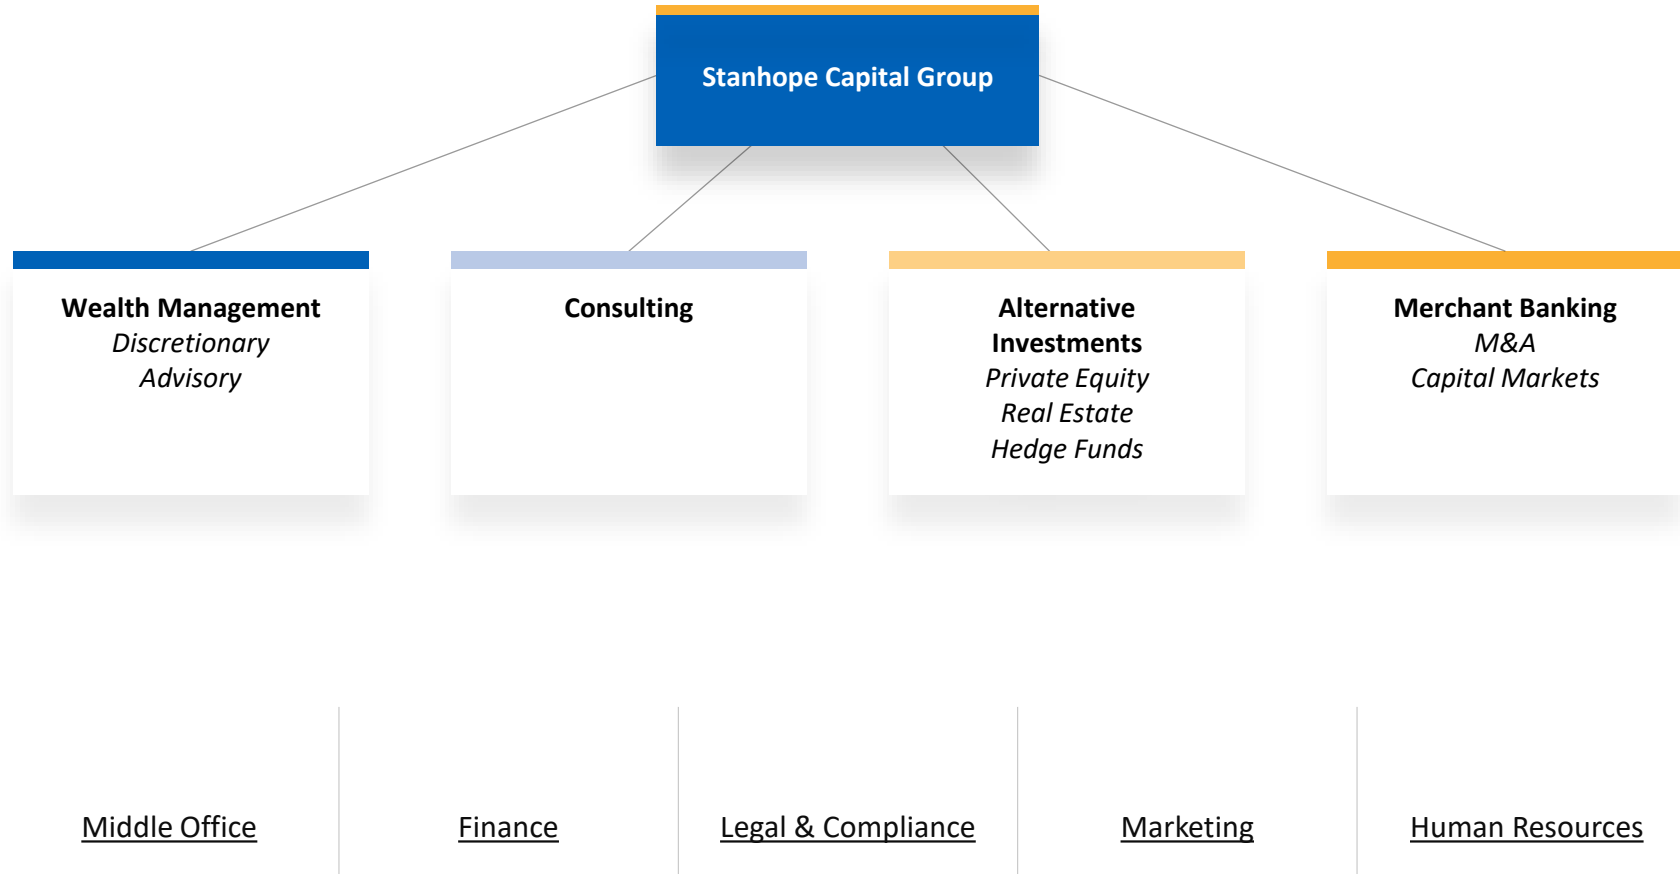 Stanhope Capital Group
Wealth Management
Discretionary
Advisory
Consulting
Alternative
Investments
Private Equity
Real Estate
Hedge Funds
Merchant Banking
M&A
Capital Markets
Middle Office
Finance
Legal & Compliance
Marketing
Human Resources